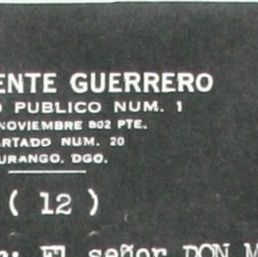 ENTE GUERRERO
O PUBLICO NUM. 1
NOVIEMBRE 802 PTE.
ARTADO NUM. 20
URANGO, DGO.
( 12 )
: El señor DON M